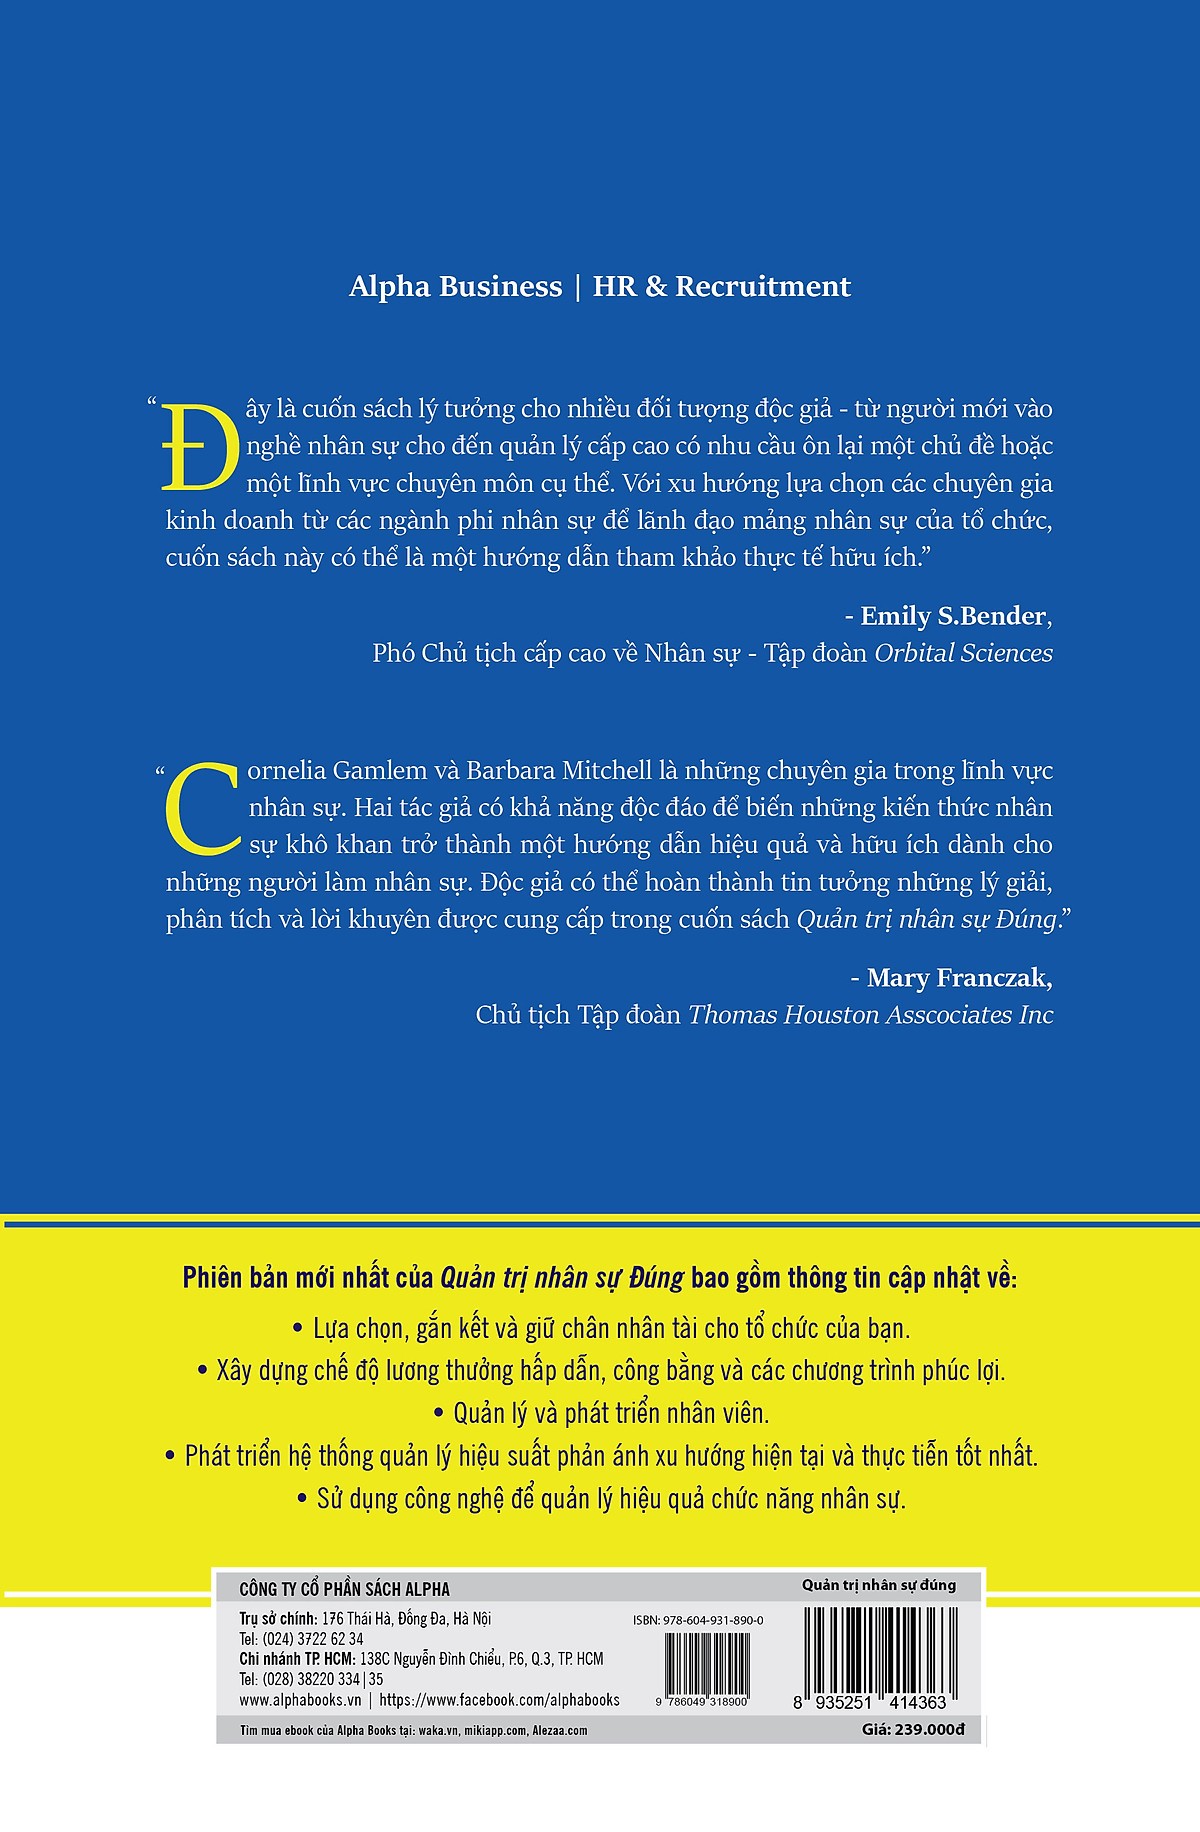 Alpha Business | HR & Recruitment
“Đây là cuốn sách lý tưởng cho nhiều đối tượng độc giả - từ người mới vào
nghề nhân sự cho đến quản lý cấp cao có nhu cầu ôn lại một chủ đề hoặc
một lĩnh vực chuyên môn cụ thể. Với xu hướng lựa chọn các chuyên gia
kinh doanh từ các ngành phi nhân sự để lãnh đạo mảng nhân sự của tổ chức,
cuốn sách này có thể là một hướng dẫn tham khảo thực tế hữu ích.”
- Emily S.Bender,
Phó Chủ tịch cấp cao về Nhân sự - Tập đoàn Orbital Sciences
“Cornelia Gamlem và Barbara Mitchell là những chuyên gia trong lĩnh vực
nhân sự. Hai tác giả có khả năng độc đáo để biến những kiến thức nhân
sự khô khan trở thành một hướng dẫn hiệu quả và hữu ích dành cho
những người làm nhân sự. Độc giả có thể hoàn thành tin tưởng những lý giải,
phân tích và lời khuyên được cung cấp trong cuốn sách Quản trị nhân sự Đúng.”
- Mary Franczak,
Chủ tịch Tập đoàn Thomas Houston Asscociates Inc
Phiên bản mới nhất của Quản trị nhân sự Đúng bao gồm thông tin cập nhật về:
• Lựa chọn, gắn kết và giữ chân nhân tài cho tổ chức của bạn.
• Xây dựng chế độ lương thưởng hấp dẫn, công bằng và các chương trình phúc lợi.
• Quản lý và phát triển nhân viên.
• Phát triển hệ thống quản lý hiệu suất phản ánh xu hướng hiện tại và thực tiễn tốt nhất.
• Sử dụng công nghệ để quản lý hiệu quả chức năng nhân sự.
CÔNG TY CỔ PHẦN SÁCH ALPHA
Trụ sở chính: 176 Thái Hà, Đống Đa, Hà Nội
Tel: (024) 3722 62 34
Chi nhánh TP. HCM: 138C Nguyễn Đình Chiểu, P.6, Q.3, TP. HCM
Tel: (028) 38220 334|35
www.alphabooks.vn | https://www.facebook.com/alphabooks
Tìm mua ebook của Alpha Books tại: waka.vn, mikiapp.com, Alezaa.com
ISBN: 978-604-931-890-0
9 786049 318900
Quản trị nhân sự đúng
8 935251 414363
Giá: 239.000đ